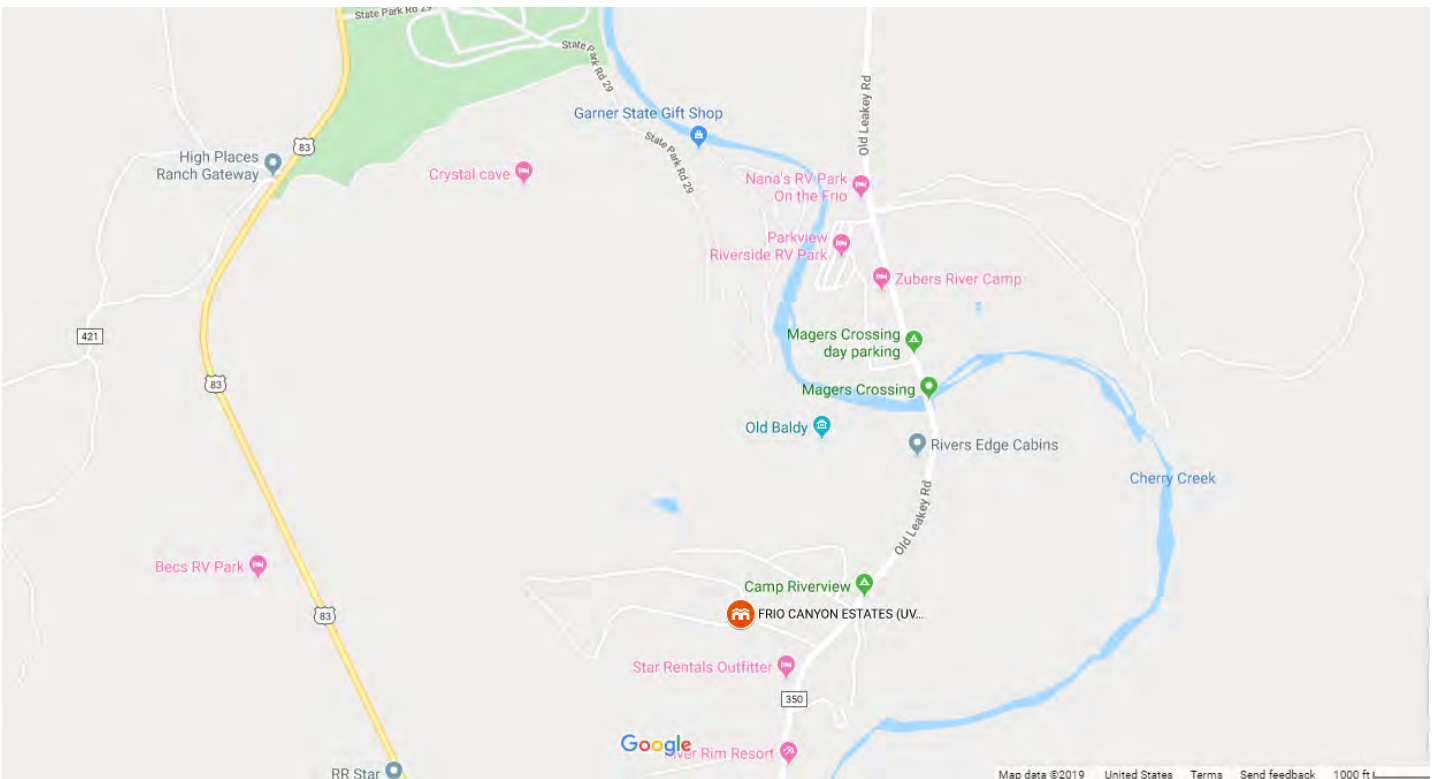 State Park Rd 29
State Park Rd 29
Old Leakey Rd
Garner State Gift Shop
State Park Rd 29
83
High Places
Ranch Gateway
Crystal cave
Nana's RV Park
On the Frio
Parkview
Riverside RV Park
Zubers River Camp
421
Magers Crossing
day parking
83
Magers Crossing
Old Baldy
Rivers Edge Cabins
Cherry Creek
Old Leakey Rd
Becs RV Park
Camp Riverview
83
FRIO CANYON ESTATES (UV...
Star Rentals Outfitter
350
Google
River Rim Resort
RR Star
Map data ©2019 United States Terms Send feedback 1000 ft